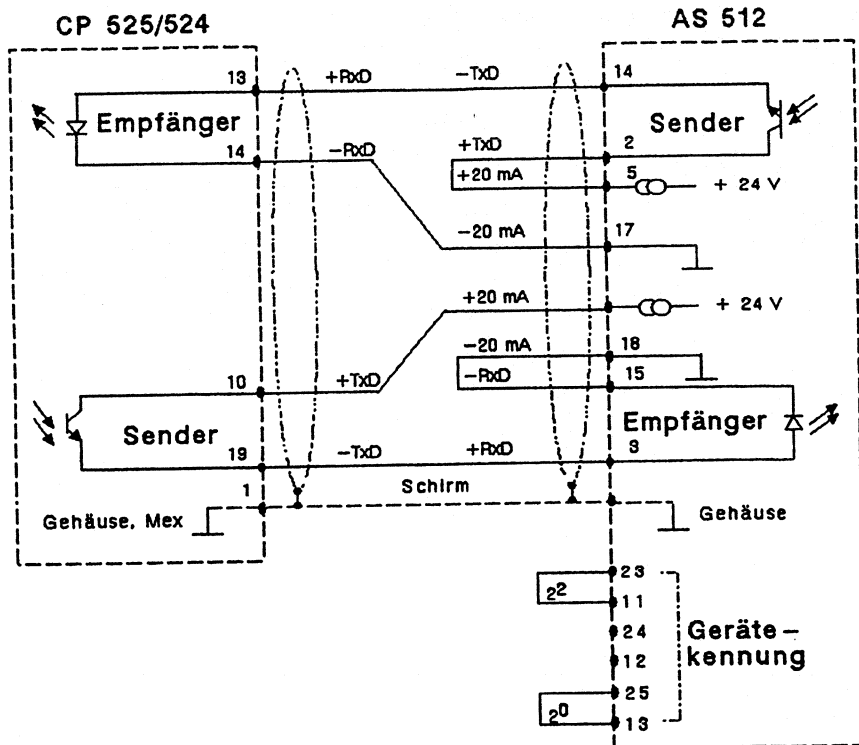 CP 525/524
AS 512
13
+RxD
-TxD
14
Empfänger
Sender
14
-RxD
+TxD
2
+20 mA
5
+ 24 V
-20 mA
17
+20 mA
+ 24 V
-20 mA
18
10
+TxD
-RxD
15
Sender
Empfänger
19
-TxD
+RxD
3
1
Schirm
Gehäuse, Mex
Gehäuse
23
2²
11
24
Geräte-
12
kennung
25
2⁰
13